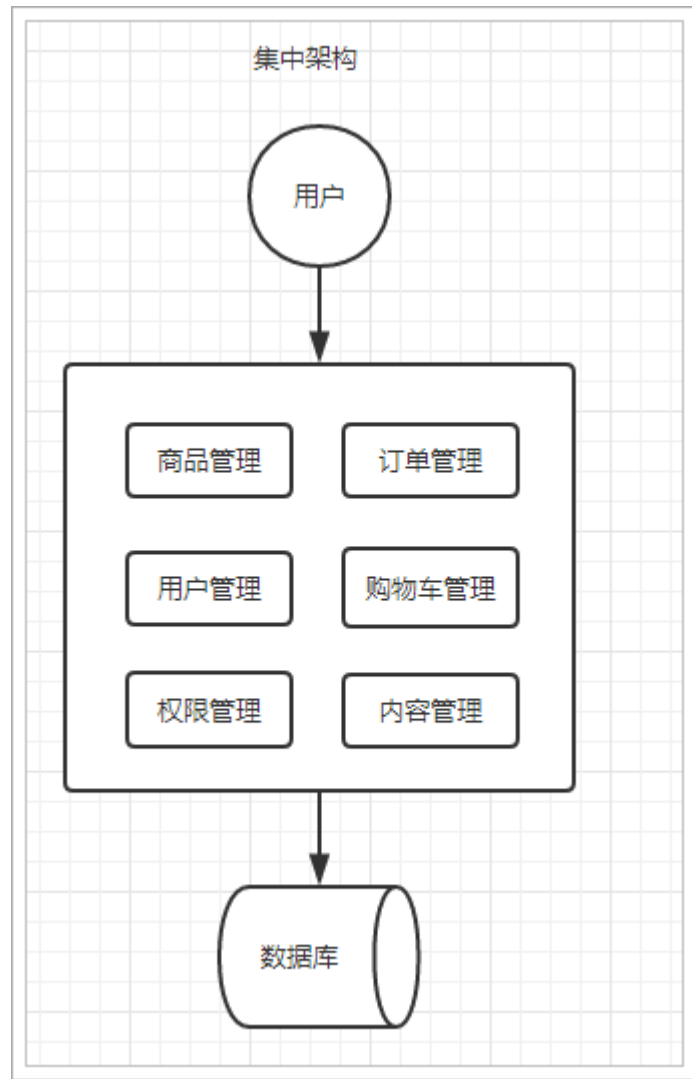 集中架构
用户
商品管理
订单管理
用户管理
购物车管理
权限管理
内容管理
数据库